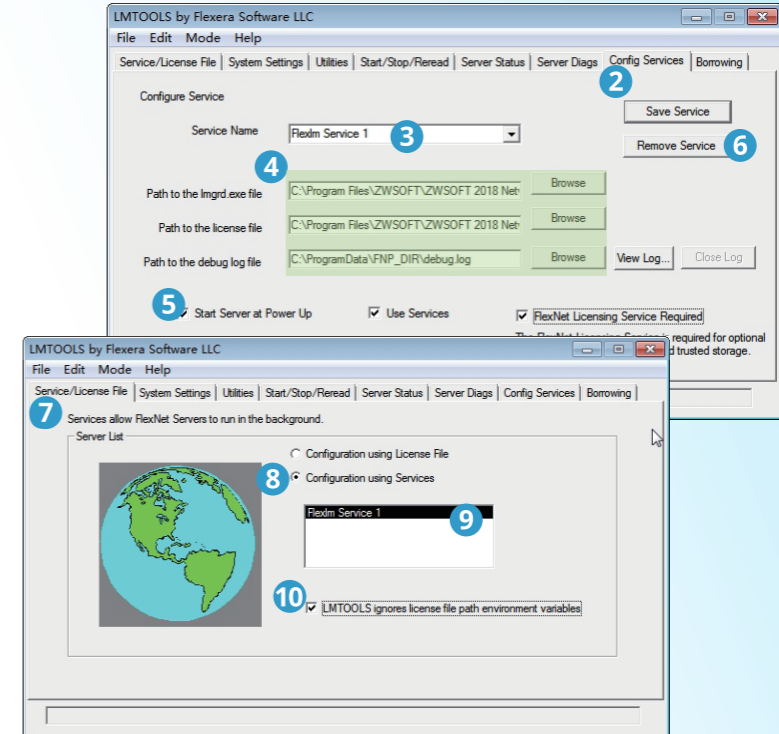 LMTOOLS by Flexera Software LLC
File Edit Mode Help
Service/License File System Settings Utilities Start/Stop/Reread Server Status Server Diags Config Services Borrowing
2
Configure Service
Save Service
Service Name Flexlm Service 1 3
Remove Service 6
4
Path to the lmgrd.exe file C:\Program Files\ZWSOFT\ZWSOFT 2018 Net Browse
Path to the license file C:\Program Files\ZWSOFT\ZWSOFT 2018 Net Browse
Path to the debug log file C:\ProgramData\FNP_DIR\debug.log Browse View Log... Close Log
5 Start Server at Power Up Use Services FlexNet Licensing Service Required
required for optional
trusted storage.
LMTOOLS by Flexera Software LLC
File Edit Mode Help
Service/License File System Settings Utilities Start/Stop/Reread Server Status Server Diags Config Services Borrowing
7
Services allow FlexNet Servers to run in the background.
Server List
Configuration using License File
8 Configuration using Services
Flexlm Service 1 9
10 LMTOOLS ignores license file path environment variables